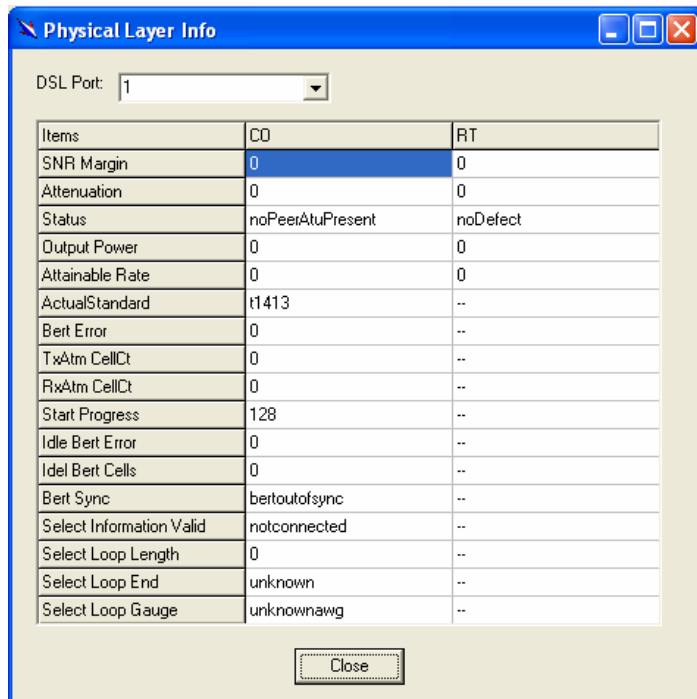 Physical Layer Info
DSL Port: 1
Items CO RT
SNR Margin 0 0
Attenuation 0 0
Status noPeerAtuPresent noDefect
Output Power 0 0
Attainable Rate 0 0
ActualStandard t1413 --
Bert Error 0 --
TxAtm CellCt 0 --
RxAtm CellCt 0 --
Start Progress 128 --
Idle Bert Error 0 --
Idel Bert Cells 0 --
Bert Sync bertoutofsync --
Select Information Valid notconnected --
Select Loop Length 0 --
Select Loop End unknown --
Select Loop Gauge unknownawg --
Close